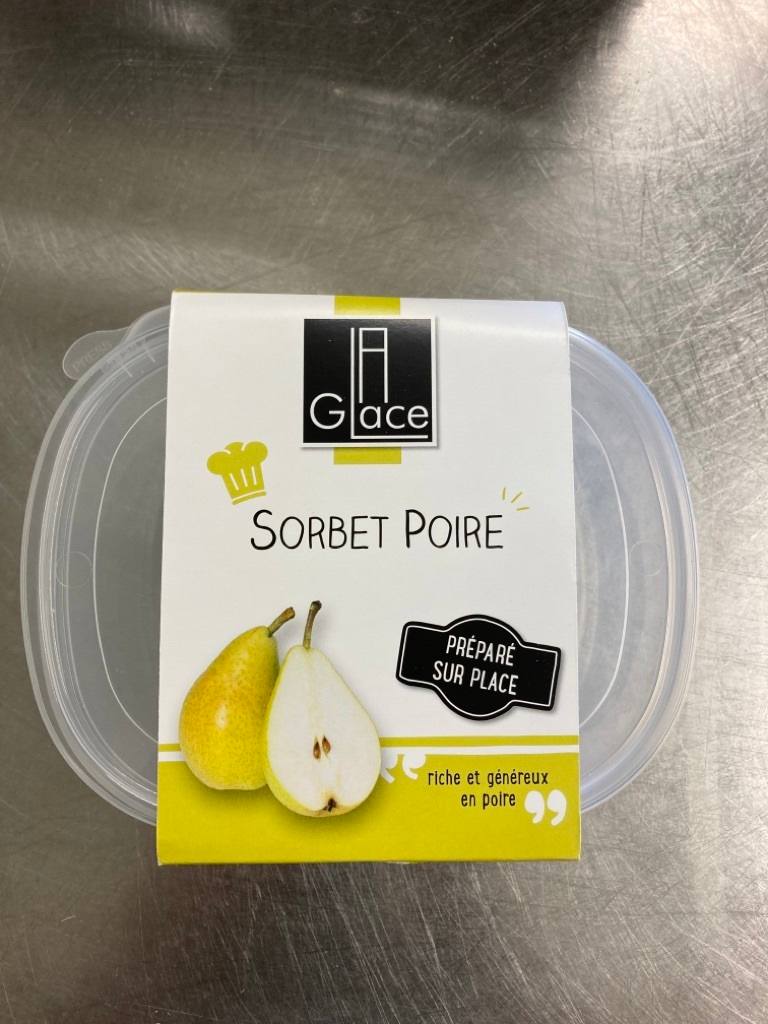 LA
Glace
SORBET POIRE
PRÉPARÉ
SUR PLACE
“ riche et généreux
en poire ”